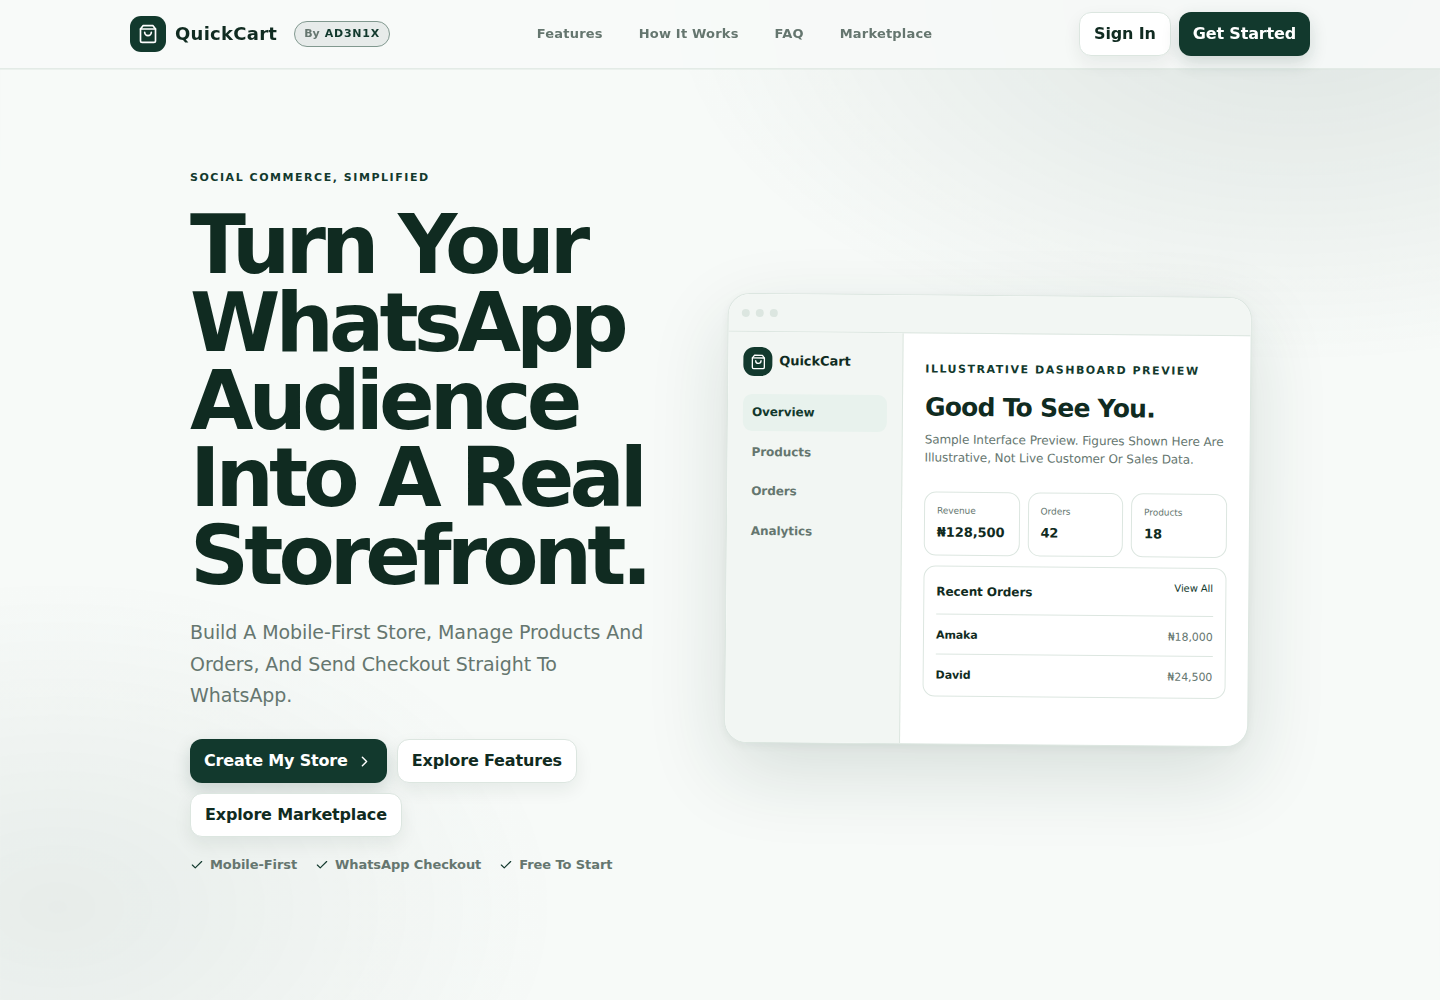 QuickCart
By AD3N1X
Features
How It Works
FAQ
Marketplace
Sign In
Get Started
SOCIAL COMMERCE, SIMPLIFIED
Turn Your
WhatsApp
Audience
Into A Real
Storefront.
Build A Mobile-First Store, Manage Products And
Orders, And Send Checkout Straight To
WhatsApp.
Create My Store
Explore Features
Explore Marketplace
Mobile-First
WhatsApp Checkout
Free To Start
QuickCart
Overview
Products
Orders
Analytics
ILLUSTRATIVE DASHBOARD PREVIEW
Good To See You.
Sample Interface Preview. Figures Shown Here Are
Illustrative, Not Live Customer Or Sales Data.
Revenue
₦128,500
Orders
42
Products
18
Recent Orders
View All
Amaka
₦18,000
David
₦24,500